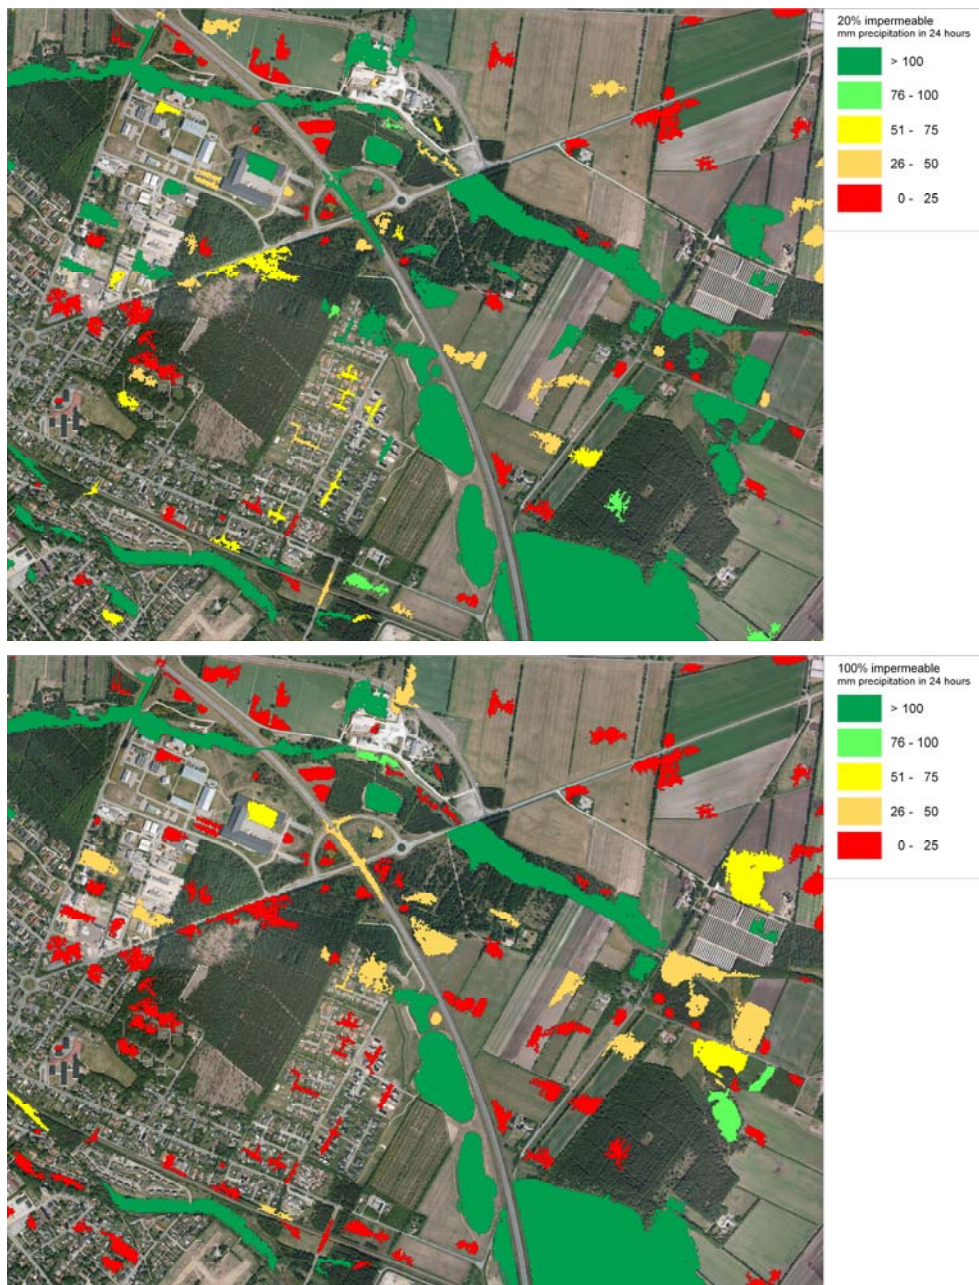 20% impermeable
mm precipitation in 24 hours
> 100
76 - 100
51 - 75
26 - 50
0 - 25
100% impermeable
mm precipitation in 24 hours
> 100
76 - 100
51 - 75
26 - 50
0 - 25